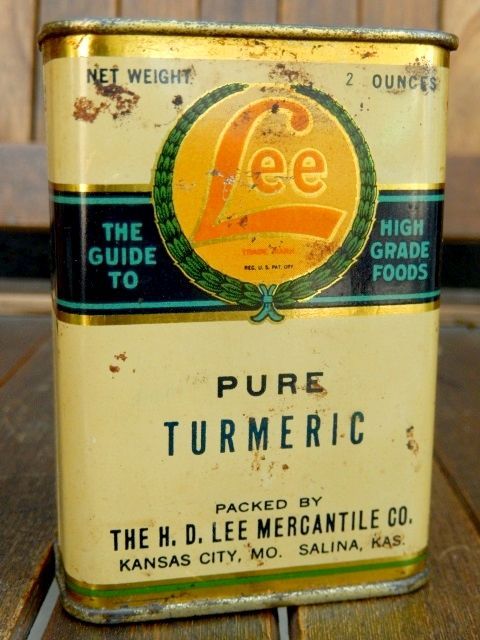 NET WEIGHT 2 OUNCES
Lee
TRADE MARK
REG. U. S. PAT. OFF.
THE
GUIDE
TO
HIGH
GRADE
FOODS
PURE
TURMERIC
PACKED BY
THE H. D. LEE MERCANTILE CO.
KANSAS CITY, MO. SALINA, KAS.